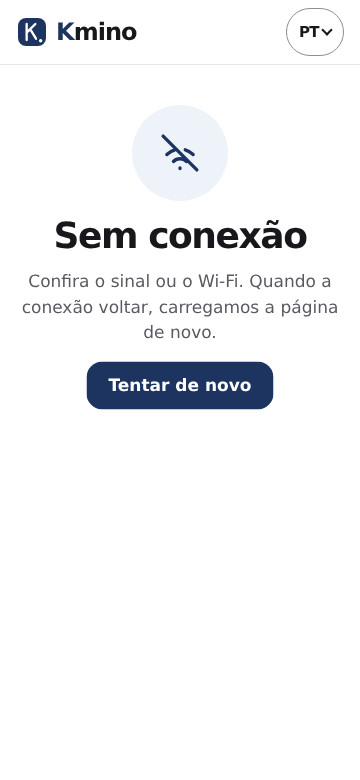 K. Kmino
PT
Sem conexão
Confira o sinal ou o Wi-Fi. Quando a
conexão voltar, carregamos a página
de novo.
Tentar de novo